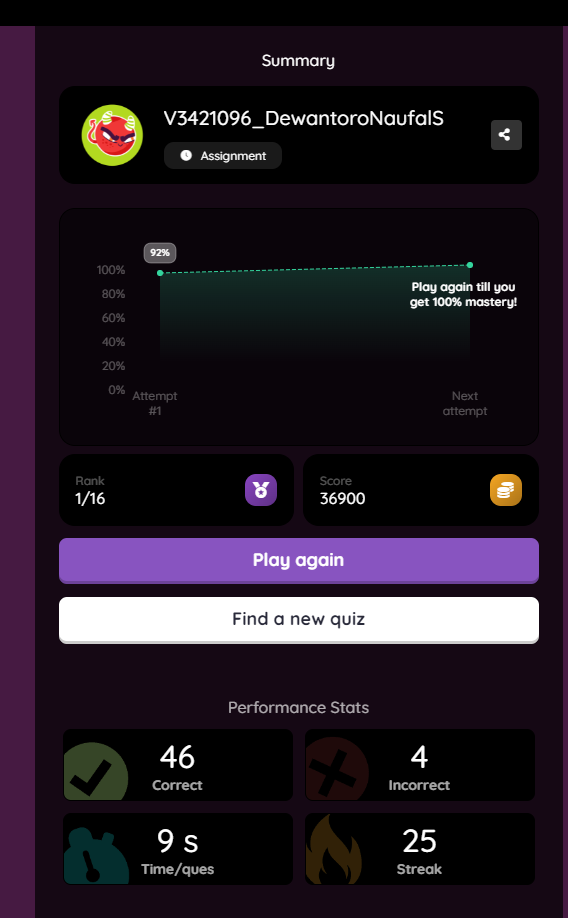 Summary
V3421096_DewantoroNaufalS
Assignment
92%
100%
80%
60%
40%
20%
0%
Play again till you
get 100% mastery!
Attempt
#1
Next
attempt
Rank
1/16
Score
36900
Play again
Find a new quiz
Performance Stats
46
Correct
4
Incorrect
9 s
Time/ques
25
Streak